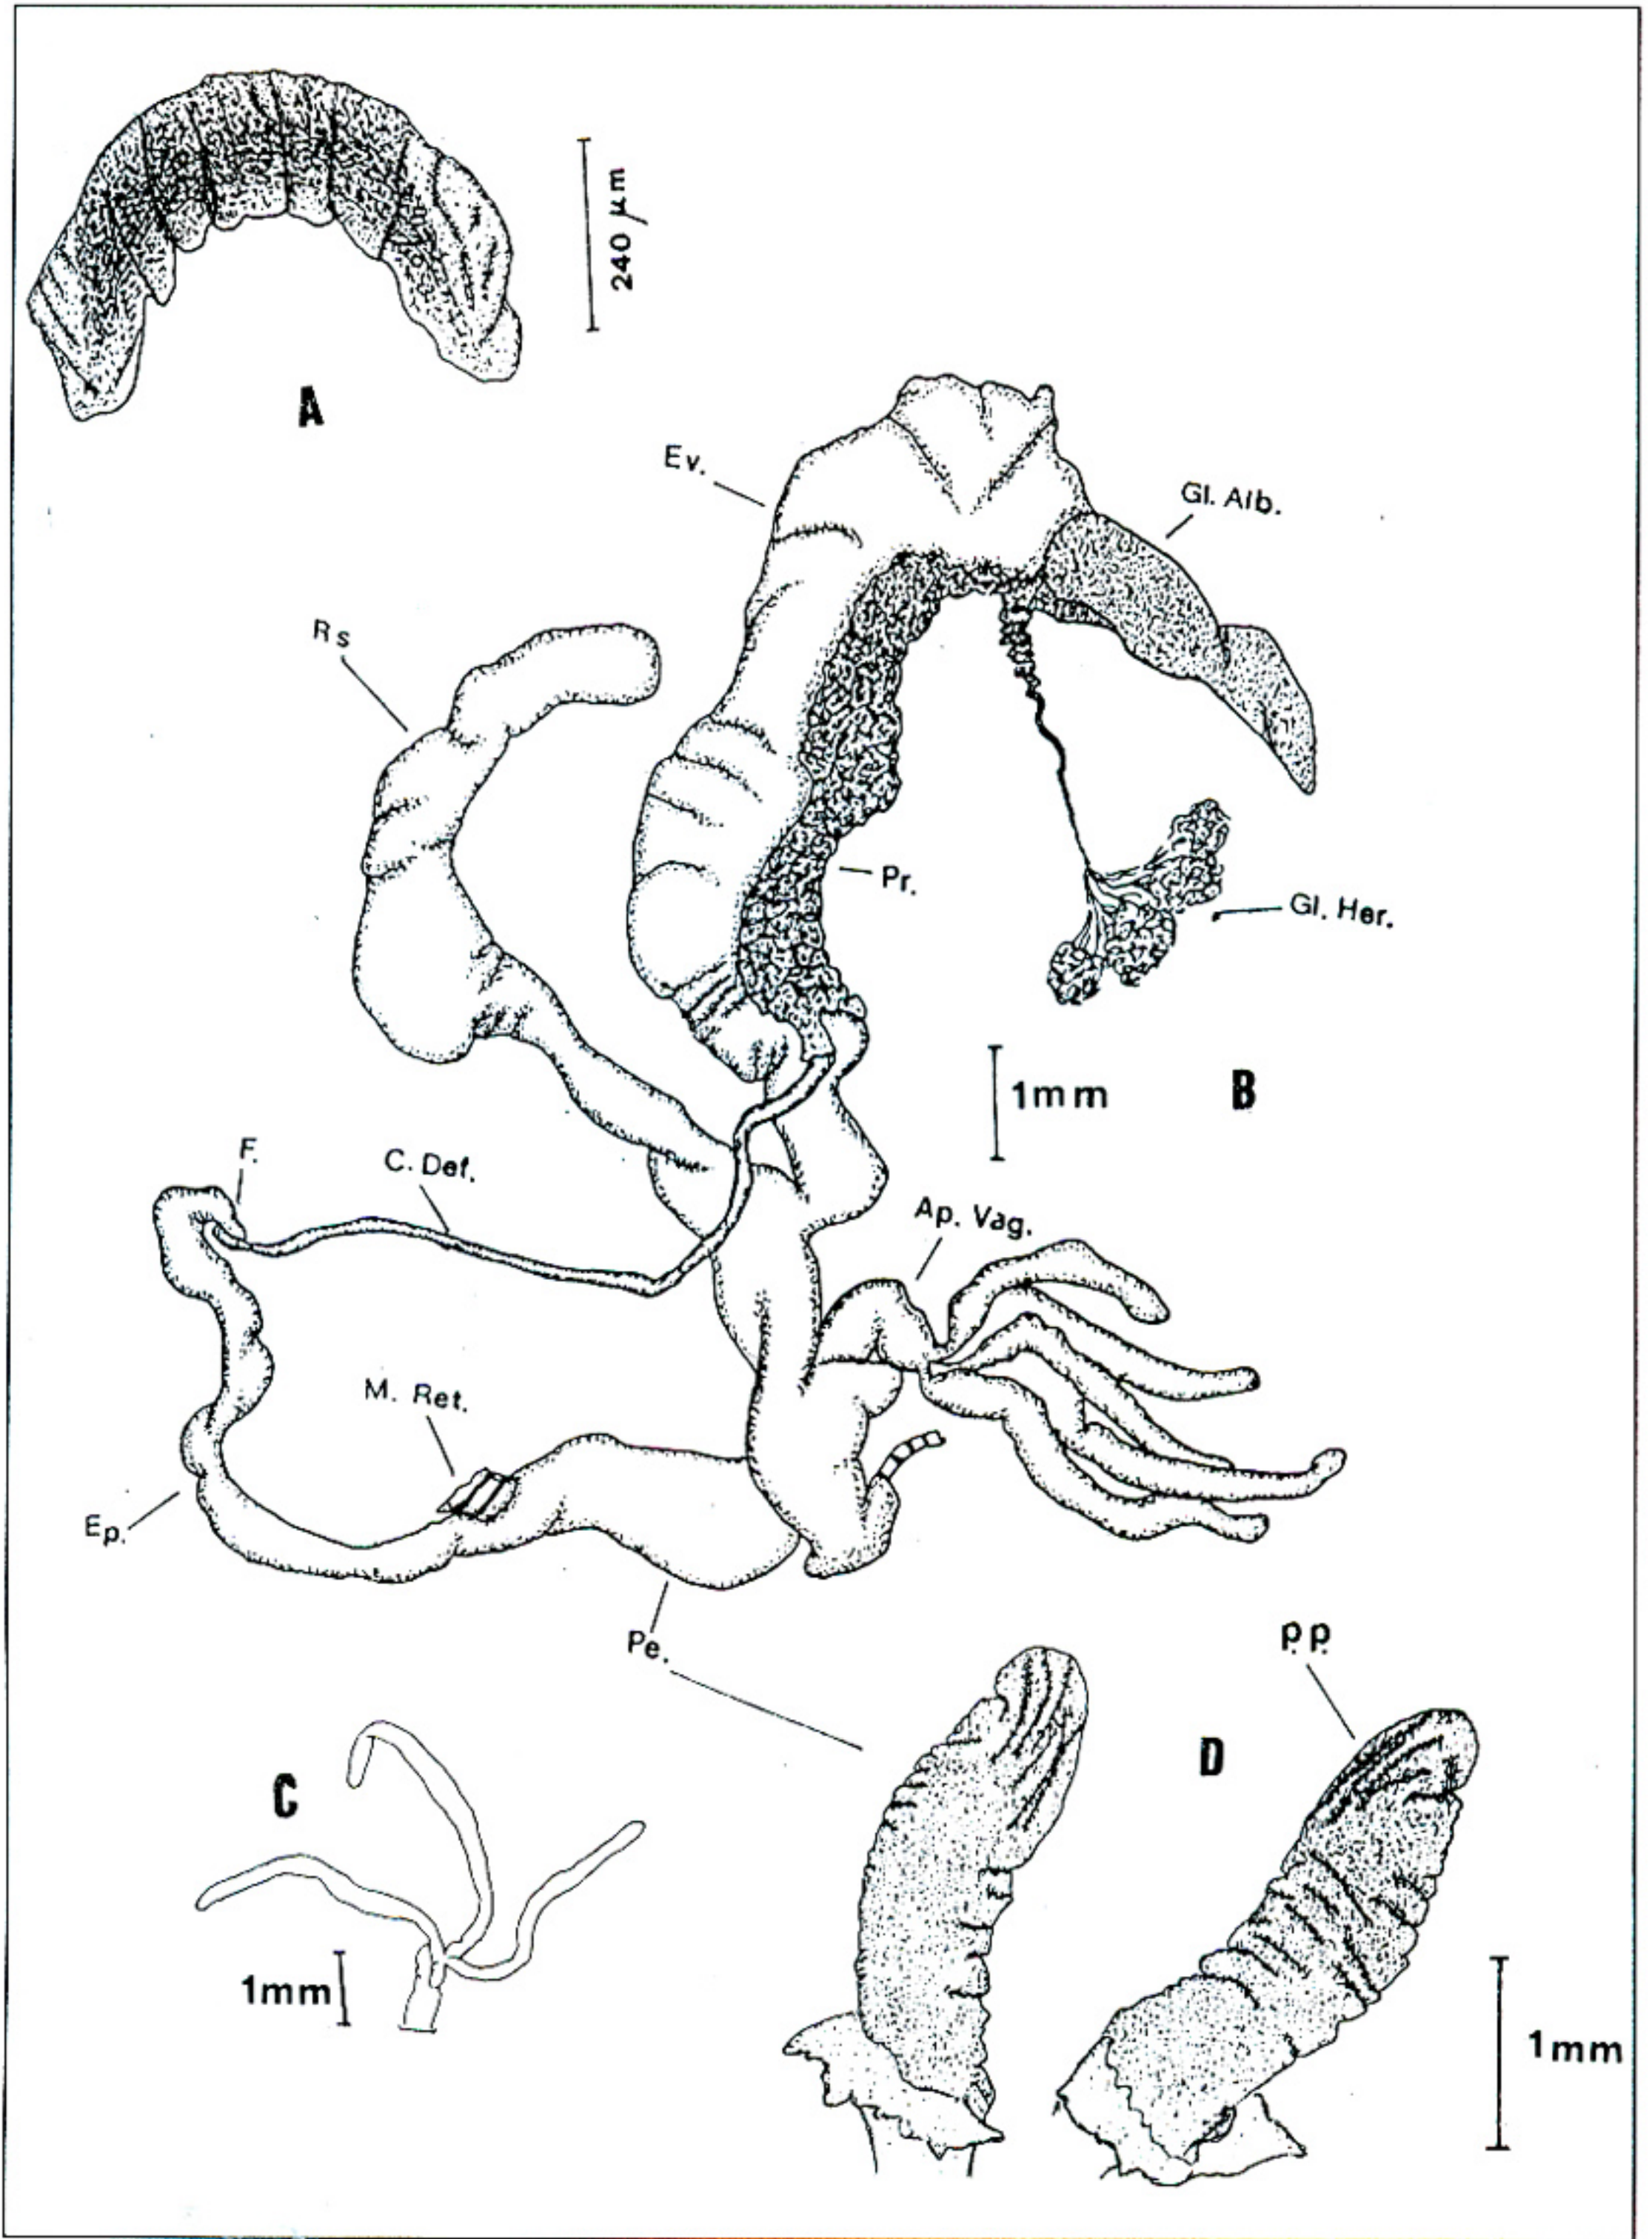 240 µm
A
Ev.
Gl. Alb.
Rs
Pr.
Gl. Her.
1mm
B
F.
C. Def.
Ap. Vag.
M. Ret.
Ep.
Pe.
p.p.
D
C
1mm
1mm